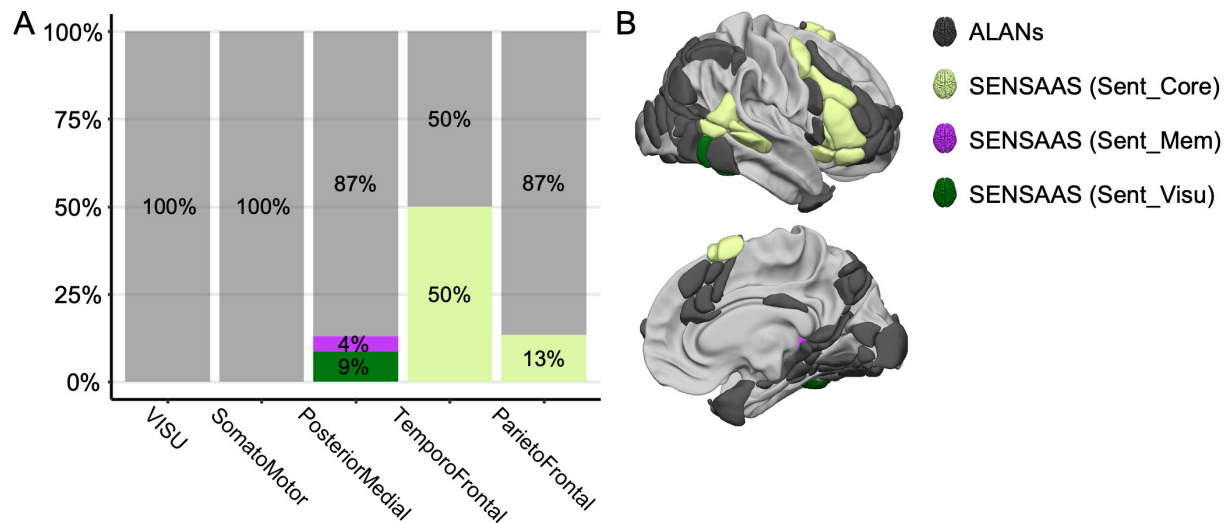 A
100%
75%
50%
25%
0%
100%
100%
87%
4%
9%
50%
50%
87%
13%
VISU
SomatoMotor
PosteriorMedial
TemporoFrontal
ParietoFrontal
B
ALANs
SENSAAS (Sent_Core)
SENSAAS (Sent_Mem)
SENSAAS (Sent_Visu)